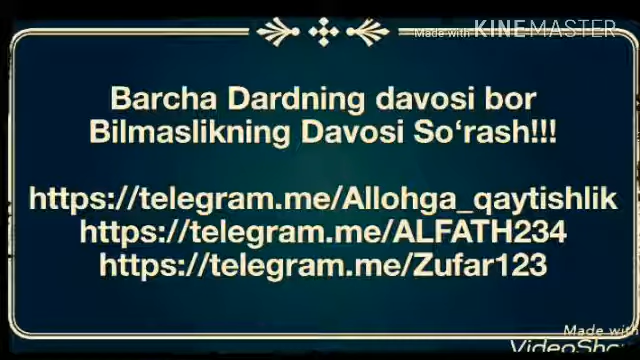 Made with KINEMASTER
Barcha Dardning davosi bor
Bilmaslikning Davosi So‘rash!!!
https://telegram.me/Allohga_qaytishlik
https://telegram.me/ALFATH234
https://telegram.me/Zufar123
Made with
VideoSho